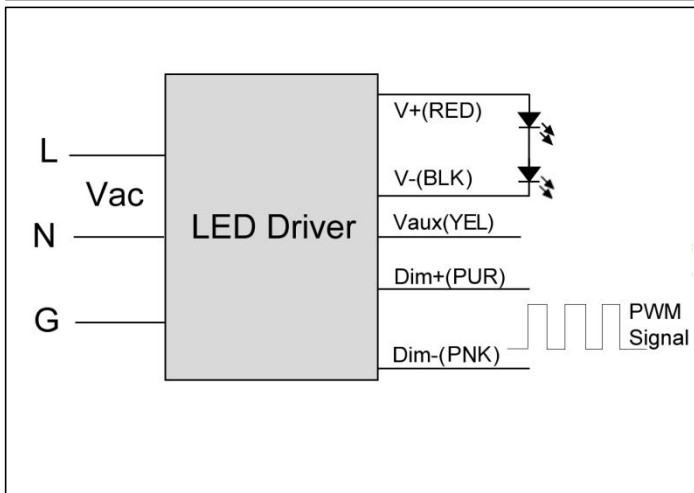 L
Vac
N
G
LED Driver
V+(RED)
V-(BLK)
Vaux(YEL)
Dim+(PUR)
Dim-(PNK)
PWM
Signal